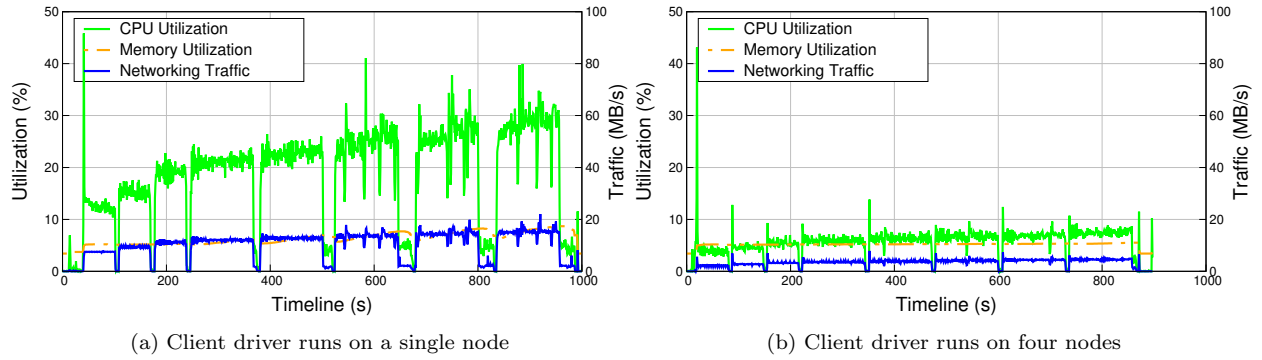 50
40
30
20
10
0
Utilization (%)
CPU Utilization
Memory Utilization
Networking Traffic
100
80
60
40
20
0
Traffic (MB/s)
0 200 400 600 800 1000
Timeline (s)
(a) Client driver runs on a single node
50
40
30
20
10
0
Utilization (%)
CPU Utilization
Memory Utilization
Networking Traffic
100
80
60
40
20
0
Traffic (MB/s)
0 200 400 600 800 1000
Timeline (s)
(b) Client driver runs on four nodes